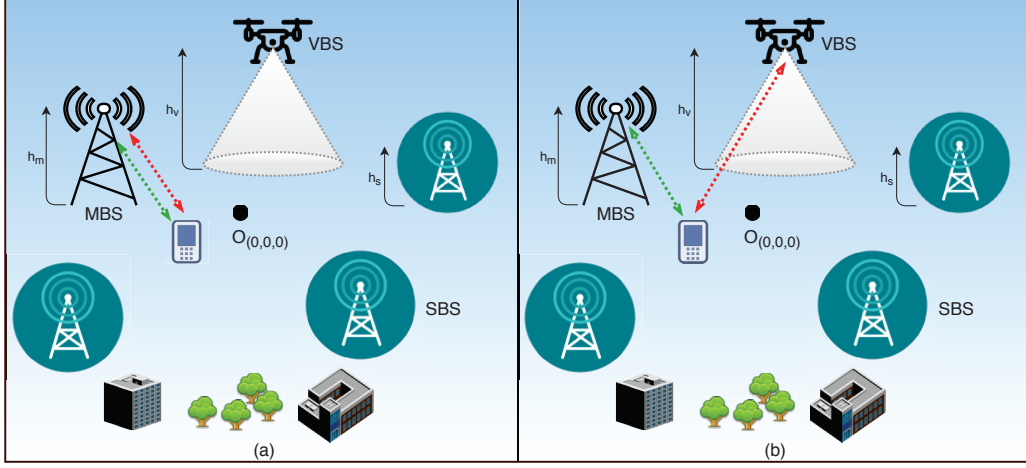 VBS
h_v
h_m
h_s
MBS
O_(0,0,0)
SBS
(a)
VBS
h_v
h_m
h_s
MBS
O_(0,0,0)
SBS
(b)